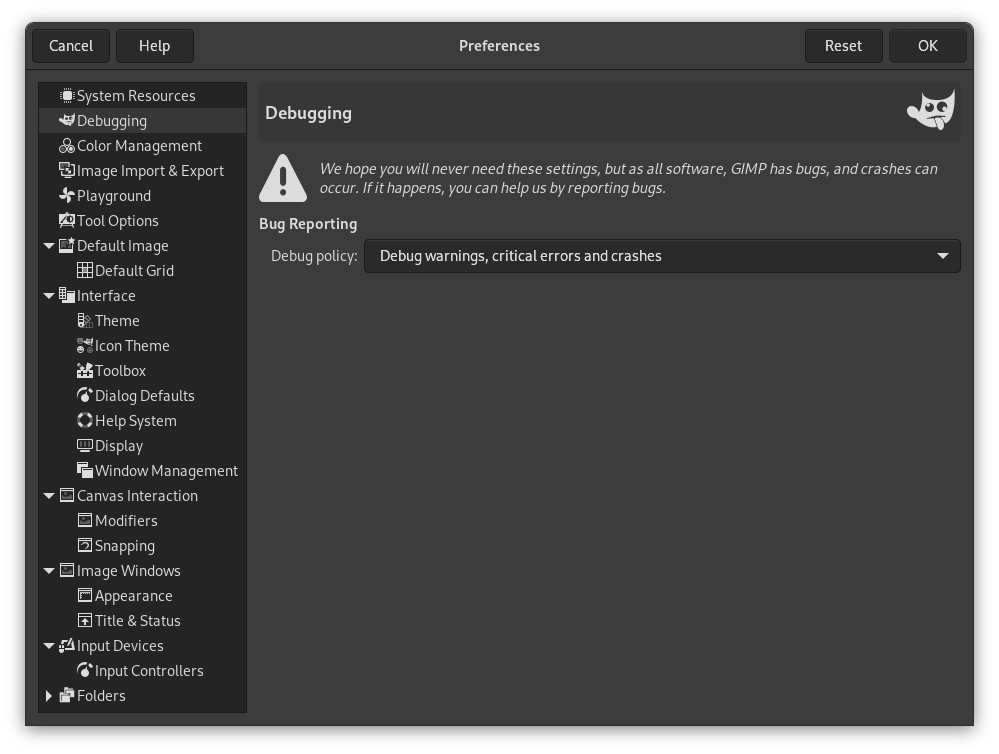 Cancel
Help
Preferences
Reset
OK
System Resources
Debugging
Color Management
Image Import & Export
Playground
Tool Options
Default Image
Default Grid
Interface
Theme
Icon Theme
Toolbox
Dialog Defaults
Help System
Display
Window Management
Canvas Interaction
Modifiers
Snapping
Image Windows
Appearance
Title & Status
Input Devices
Input Controllers
Folders
Debugging
We hope you will never need these settings, but as all software, GIMP has bugs, and crashes can
occur. If it happens, you can help us by reporting bugs.
Bug Reporting
Debug policy: Debug warnings, critical errors and crashes